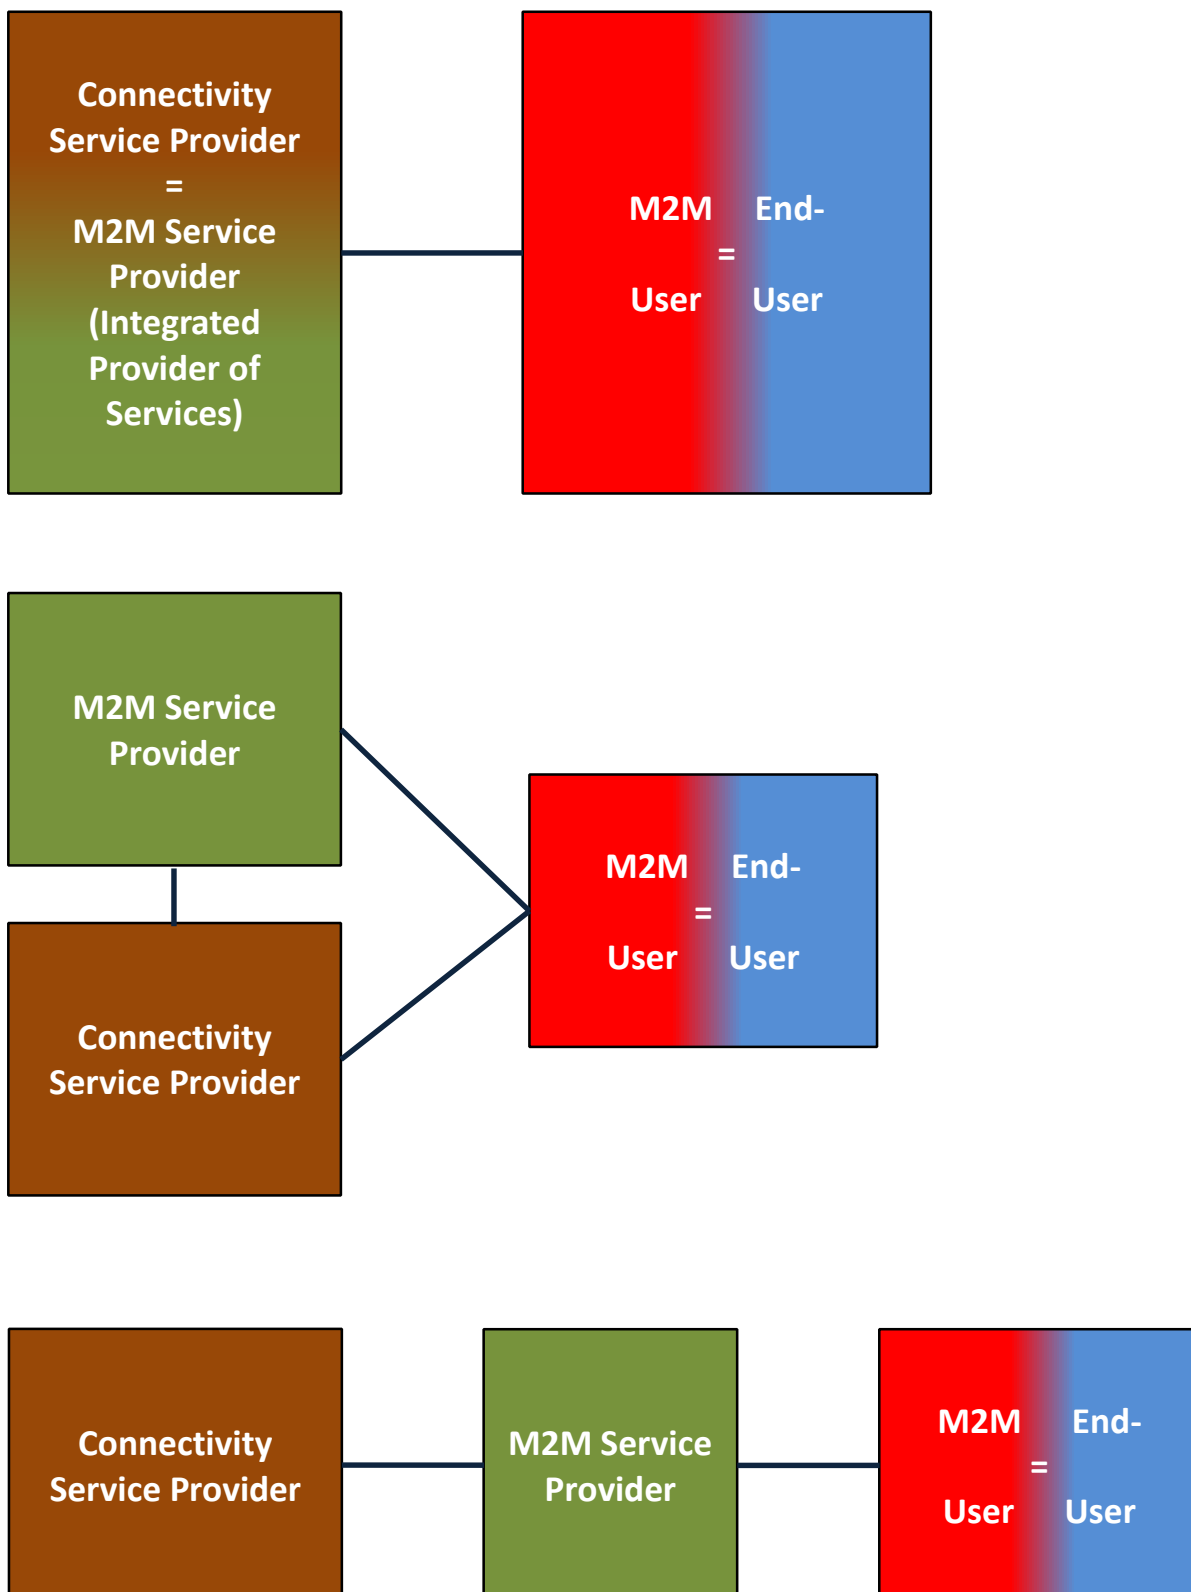 Connectivity
Service Provider
=
M2M Service
Provider
(Integrated
Provider of
Services)
M2M End-
=
User User
M2M Service
Provider
M2M End-
=
User User
Connectivity
Service Provider
Connectivity
Service Provider
M2M Service
Provider
M2M End-
=
User User